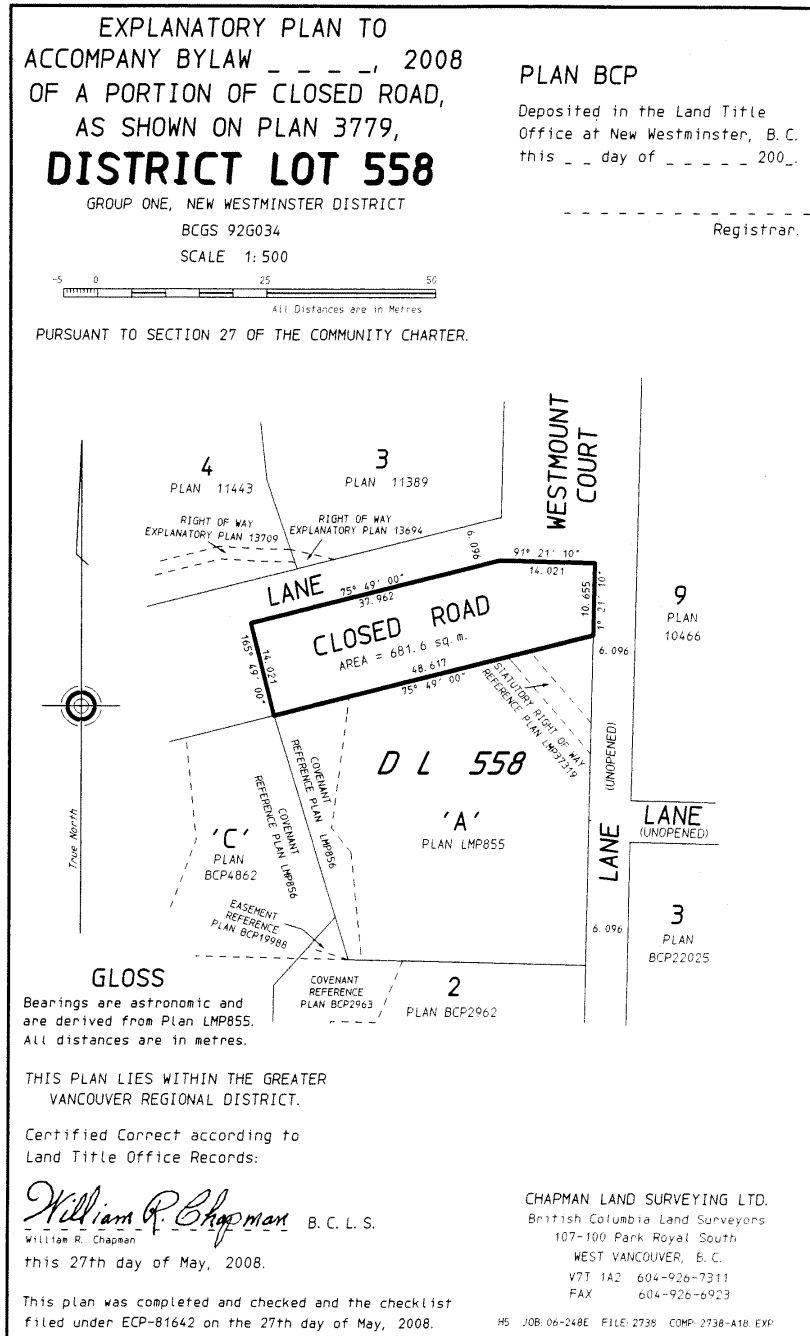 EXPLANATORY PLAN TO
ACCOMPANY BYLAW _ _ _ _, 2008
OF A PORTION OF CLOSED ROAD,
AS SHOWN ON PLAN 3779,
DISTRICT LOT 558
GROUP ONE, NEW WESTMINSTER DISTRICT
BCGS 92G034
SCALE 1:500
-5 0 25 50
All Distances are in Metres
PURSUANT TO SECTION 27 OF THE COMMUNITY CHARTER.
PLAN BCP
Deposited in the Land Title
Office at New Westminster, B.C.
this _ _ day of _ _ _ _ _ 200_.
Registrar.
4
PLAN 11443
3
PLAN 11389
WESTMOUNT
COURT
RIGHT OF WAY
EXPLANATORY PLAN 13709
RIGHT OF WAY
EXPLANATORY PLAN 13694
6.096
91° 21' 10"
14.021
LANE
75° 49' 00"
37.962
10.655
1° 21' 10"
9
PLAN
10466
CLOSED ROAD
AREA = 681.6 sq.m.
14.021
165° 49' 00"
48.617
75° 49' 00"
6.096
STATUTORY RIGHT OF WAY
REFERENCE PLAN LMP37319
(UNOPENED)
D L 558
COVENANT
REFERENCE PLAN LMP856
COVENANT
REFERENCE PLAN LMP856
'A'
PLAN LMP855
LANE
(UNOPENED)
LANE
'C'
PLAN
BCP4862
True North
EASEMENT
REFERENCE
PLAN BCP19988
6.096
3
PLAN
BCP22025
COVENANT
REFERENCE
PLAN BCP2963
2
PLAN BCP2962
GLOSS
Bearings are astronomic and
are derived from Plan LMP855.
All distances are in metres.
THIS PLAN LIES WITHIN THE GREATER
VANCOUVER REGIONAL DISTRICT.
Certified Correct according to
Land Title Office Records:
William R. Chapman B.C.L.S.
William R. Chapman
this 27th day of May, 2008.
This plan was completed and checked and the checklist
filed under ECP-81642 on the 27th day of May, 2008.
CHAPMAN LAND SURVEYING LTD.
British Columbia Land Surveyors
107-100 Park Royal South
WEST VANCOUVER, B.C.
V7T 1A2 604-926-7311
FAX 604-926-6923
H5 JOB: 06-248E FILE: 2738 COMP: 2738-A18.EXP